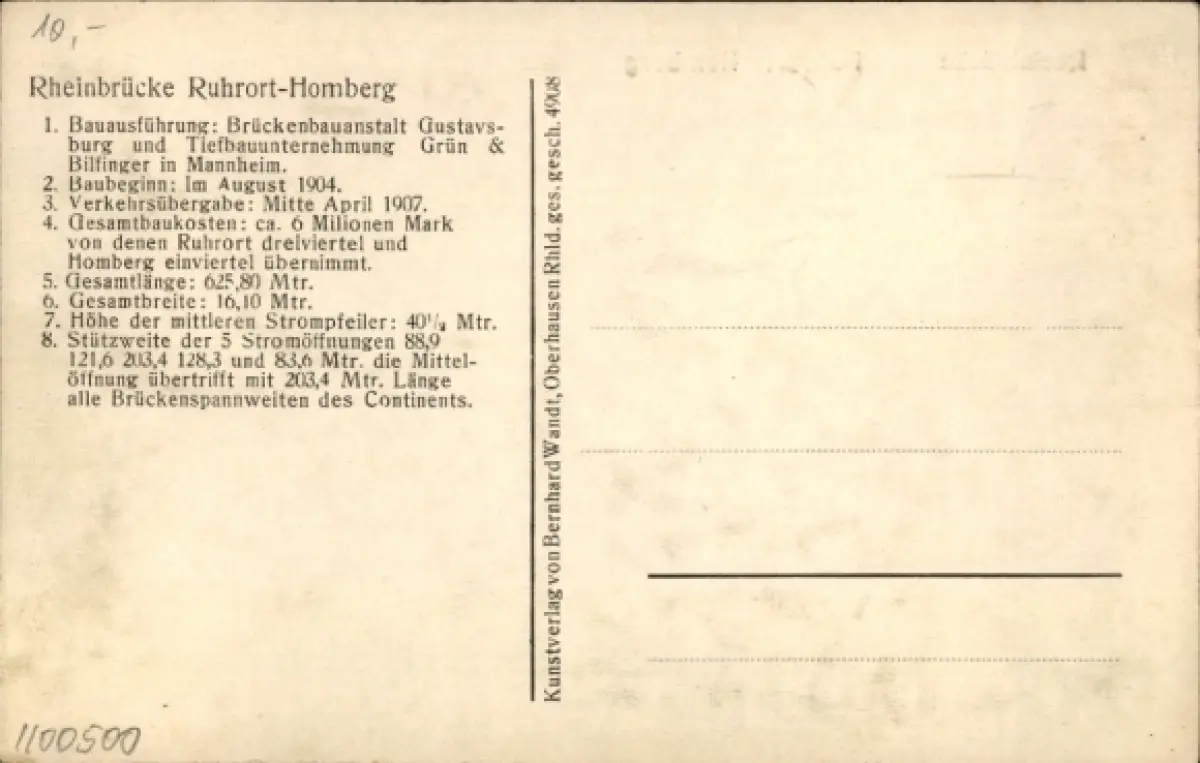 10,-
Rheinbrücke Ruhrort-Homberg
1. Bauausführung: Brückenbauanstalt Gustavs-
burg und Tiefbauunternehmung Grün &
Bilfinger in Mannheim.
2. Baubeginn: Im August 1904.
3. Verkehrsübergabe: Mitte April 1907.
4. Gesamtbaukosten: ca. 6 Milionen Mark
von denen Ruhrort dreiviertel und
Homberg einviertel übernimmt.
5. Gesamtlänge: 625,80 Mtr.
6. Gesamtbreite: 16,10 Mtr.
7. Höhe der mittleren Strompfeiler: Mtr.
8. Stützweite der 5 Stromöffnungen 88,9
121,6 203,4 128,3 und 83,6 Mtr. die Mittel-
öffnung übertrifft mit 203,4 Mtr. Länge
alle Brückenspannweiten des Continents.
Kunstverlag von Bernhard Wandt, Oberhausen Rhld. ges. gesch. 4908
1100500